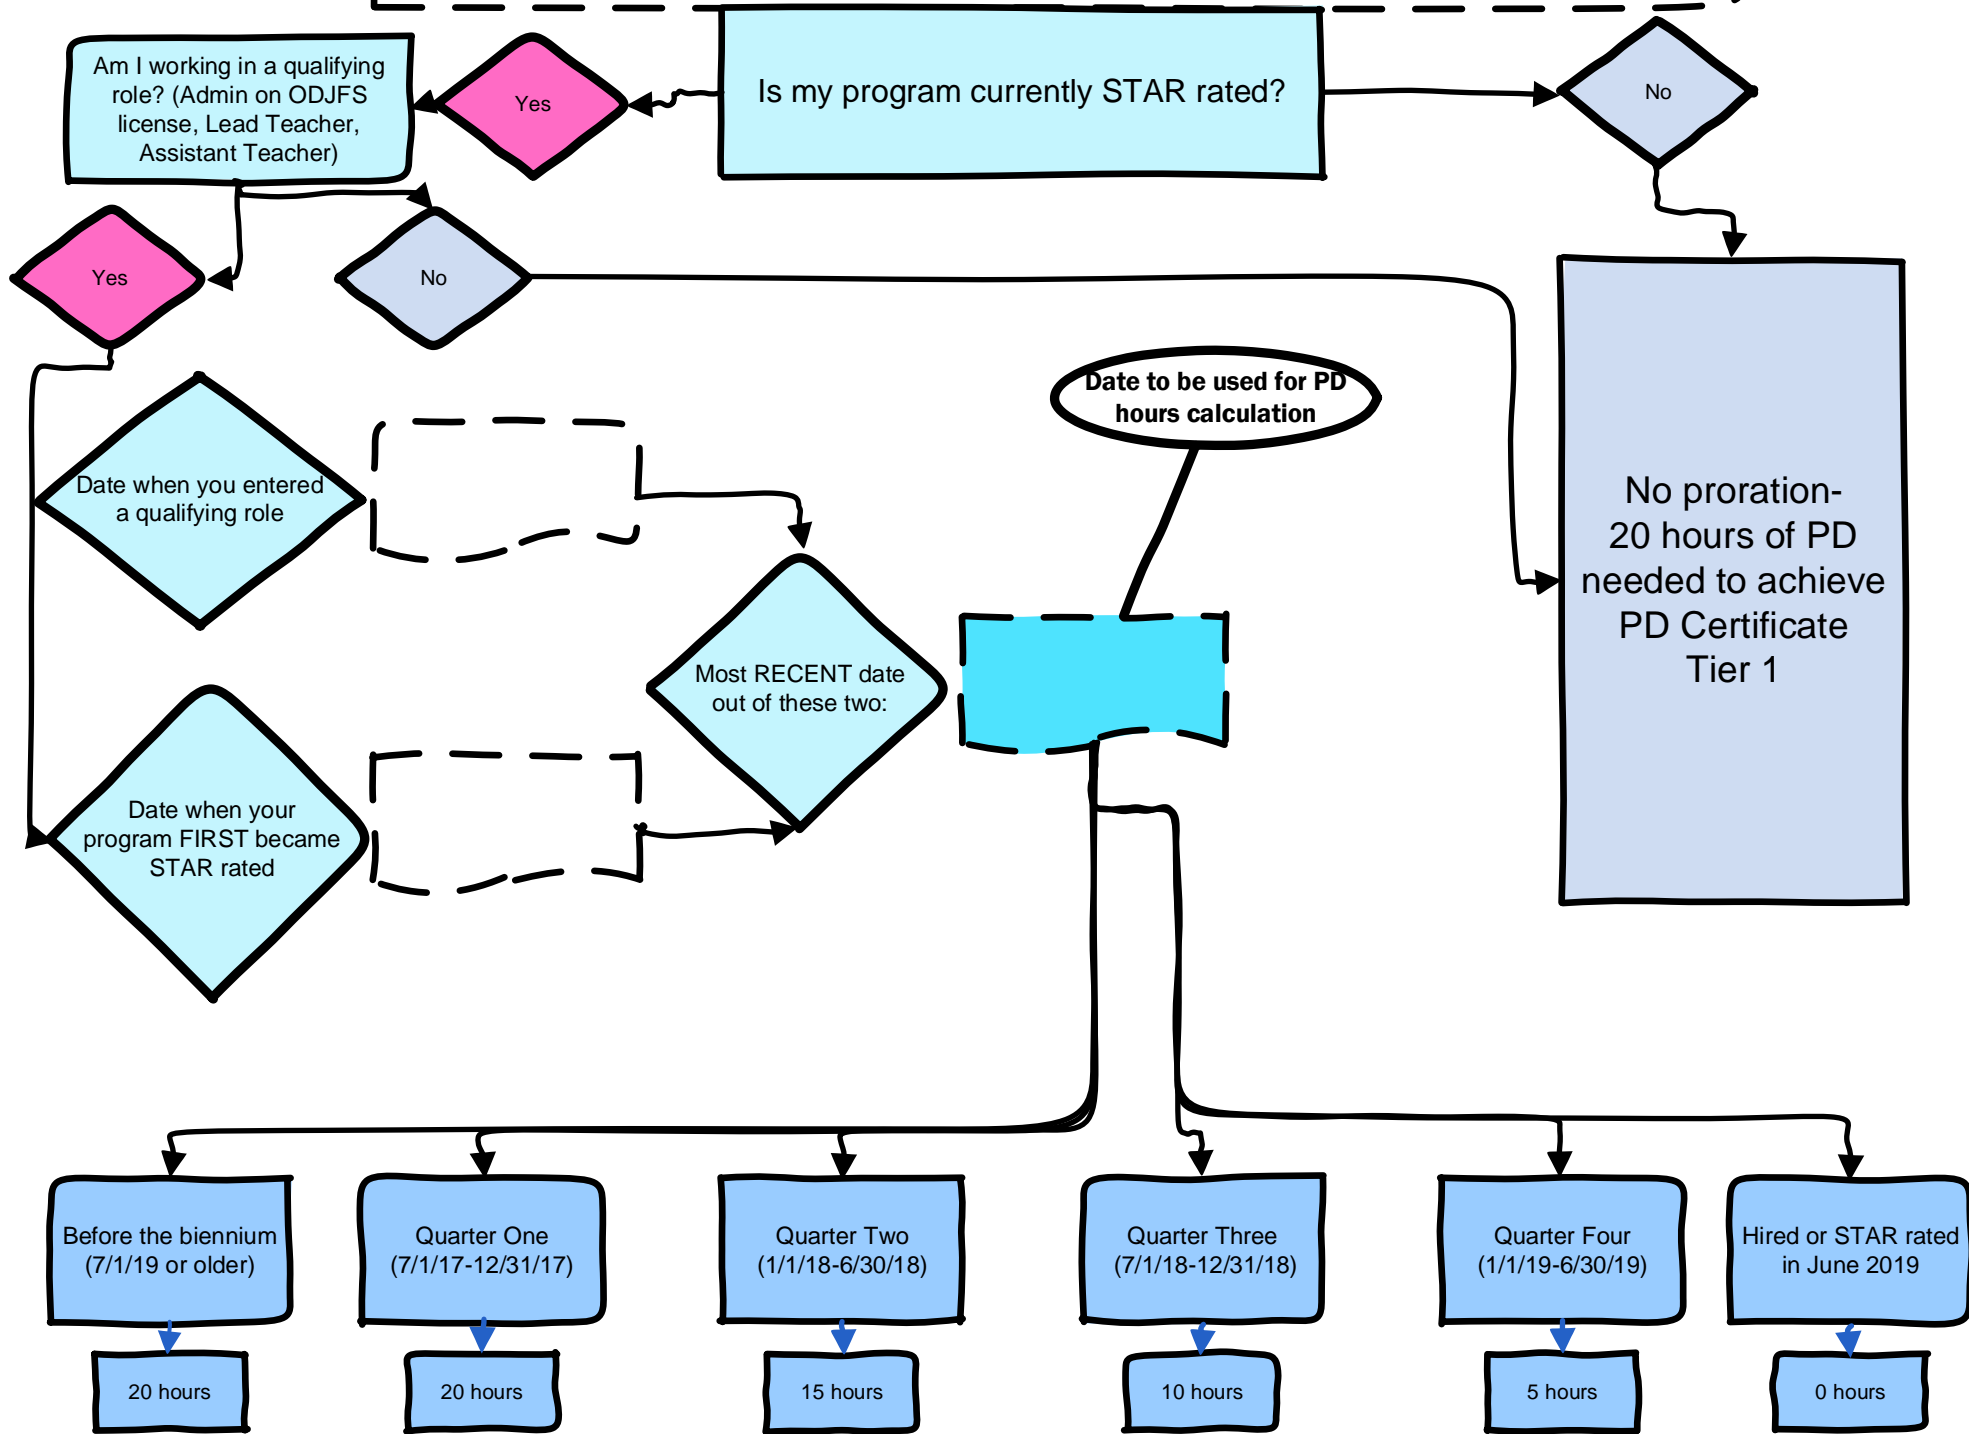 Am I working in a qualifying
role? (Admin on ODJFS
license, Lead Teacher,
Assistant Teacher)
Yes
Is my program currently STAR rated?
No
Yes
No
Date to be used for PD
hours calculation
Date when you entered
a qualifying role
No proration-
20 hours of PD
needed to achieve
PD Certificate
Tier 1
Most RECENT date
out of these two:
Date when your
program FIRST became
STAR rated
Before the biennium
(7/1/19 or older)
Quarter One
(7/1/17-12/31/17)
Quarter Two
(1/1/18-6/30/18)
Quarter Three
(7/1/18-12/31/18)
Quarter Four
(1/1/19-6/30/19)
Hired or STAR rated
in June 2019
20 hours
20 hours
15 hours
10 hours
5 hours
0 hours